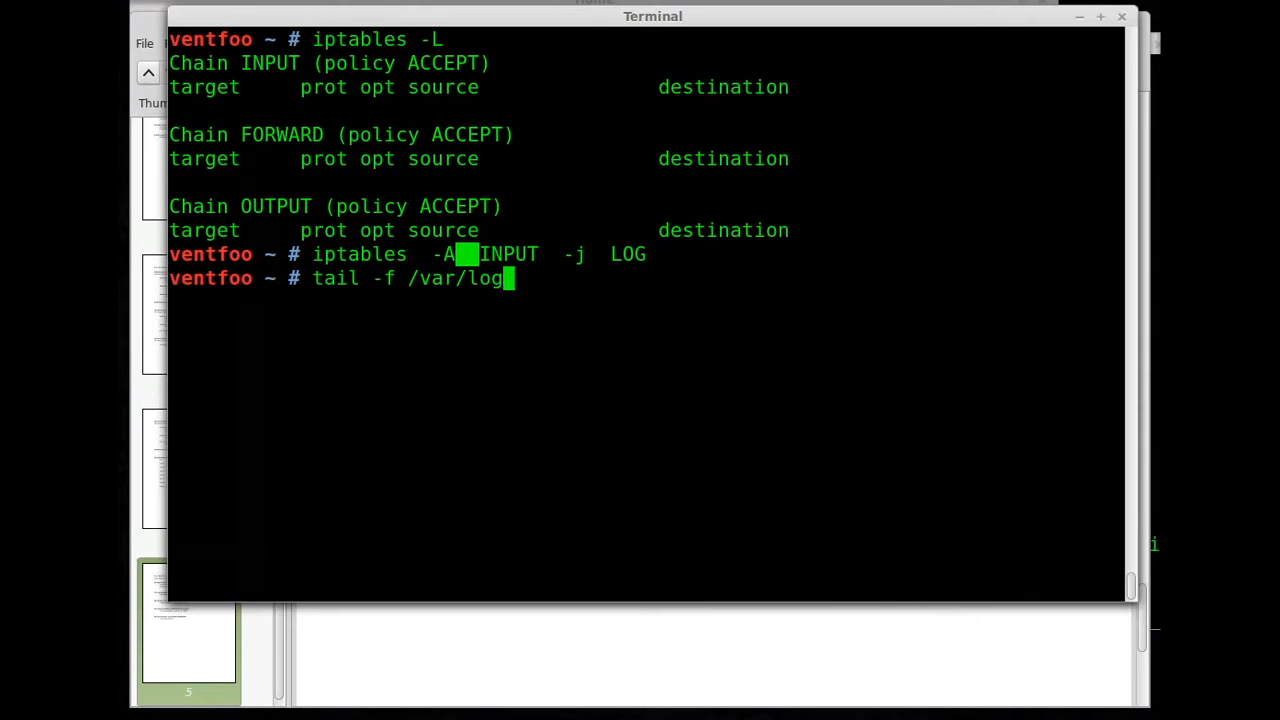 Terminal
File
Thum
ventfoo ~ # iptables -L
Chain INPUT (policy ACCEPT)
target     prot opt source               destination
Chain FORWARD (policy ACCEPT)
target     prot opt source               destination
Chain OUTPUT (policy ACCEPT)
target     prot opt source               destination
ventfoo ~ # iptables  -A  INPUT  -j  LOG
ventfoo ~ # tail -f /var/log
i
5